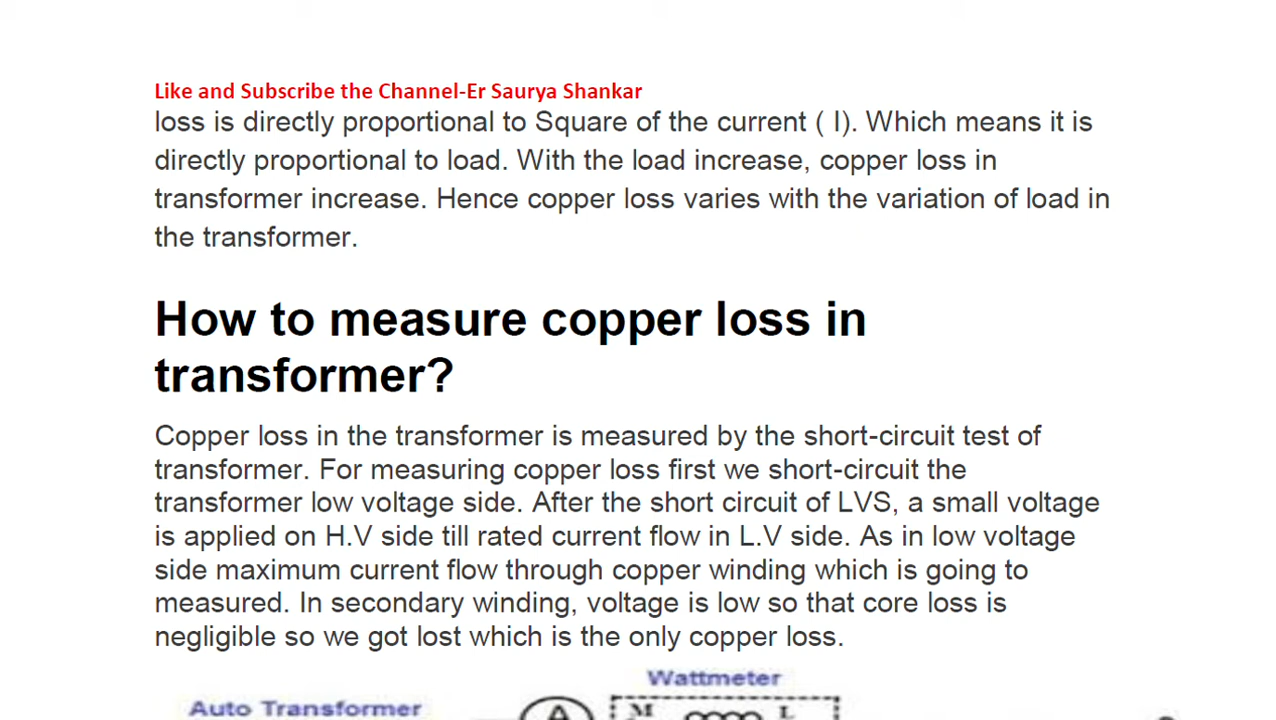 Like and Subscribe the Channel-Er Saurya Shankar
loss is directly proportional to Square of the current ( I). Which means it is
directly proportional to load. With the load increase, copper loss in
transformer increase. Hence copper loss varies with the variation of load in
the transformer.
How to measure copper loss in
transformer?
Copper loss in the transformer is measured by the short-circuit test of
transformer. For measuring copper loss first we short-circuit the
transformer low voltage side. After the short circuit of LVS, a small voltage
is applied on H.V side till rated current flow in L.V side. As in low voltage
side maximum current flow through copper winding which is going to
measured. In secondary winding, voltage is low so that core loss is
negligible so we got lost which is the only copper loss.
Wattmeter
Auto Transformer
A
M L